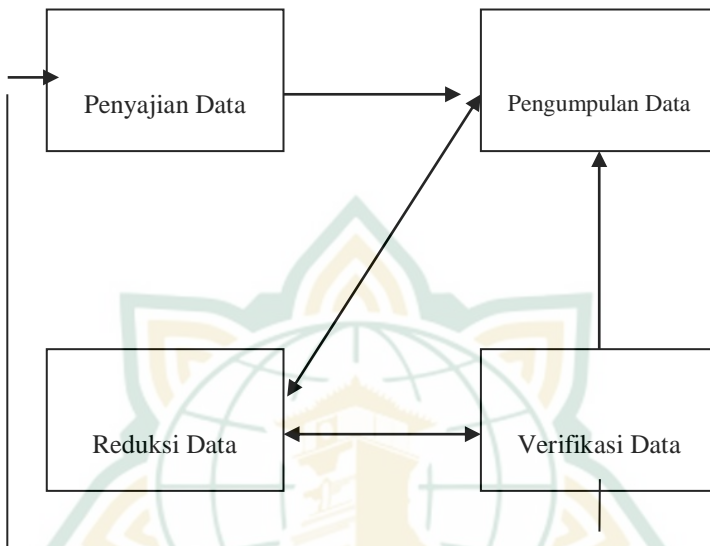 Penyajian Data
Pengumpulan Data
Reduksi Data
Verifikasi Data